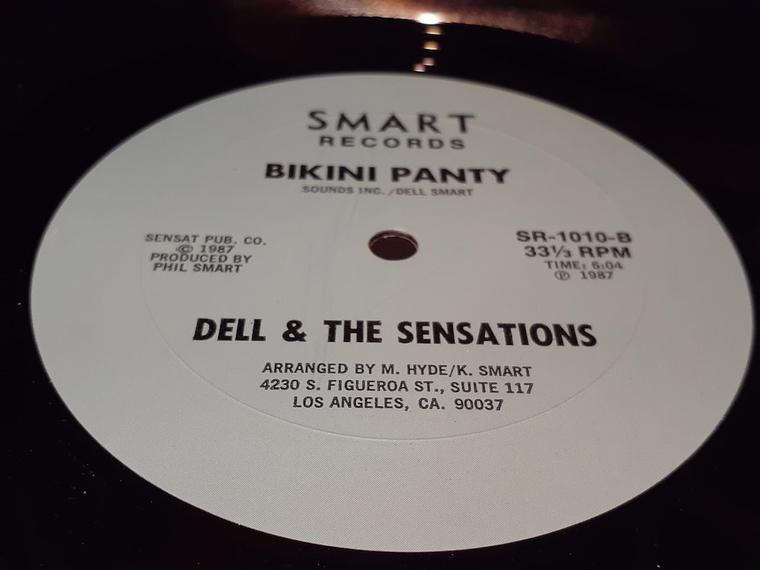 SMART
RECORDS
BIKINI PANTY
SOUNDS INC. /DELL SMART
SENSAT PUB. CO.
© 1987
PRODUCED BY
PHIL SMART
SR-1010-B
33⅓ RPM
TIME: 6:04
℗ 1987
DELL & THE SENSATIONS
ARRANGED BY M. HYDE/K. SMART
4230 S. FIGUEROA ST., SUITE 117
LOS ANGELES, CA. 90037